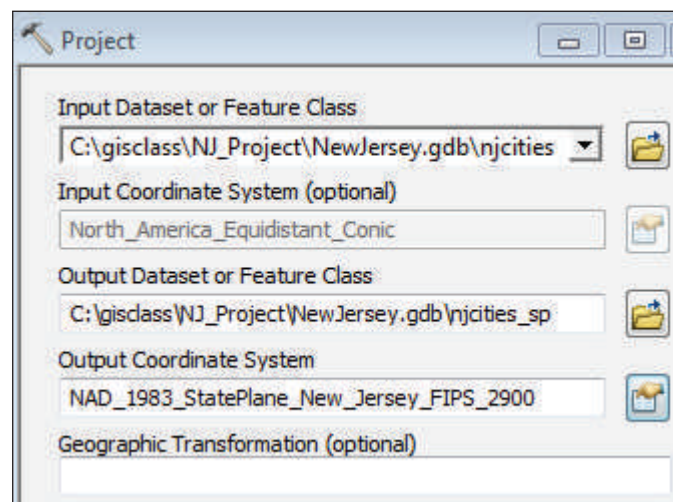 Project
Input Dataset or Feature Class
C:\gisclass\NJ_Project\NewJersey.gdb\njcities
Input Coordinate System (optional)
North_America_Equidistant_Conic
Output Dataset or Feature Class
C:\gisclass\NJ_Project\NewJersey.gdb\njcities_sp
Output Coordinate System
NAD_1983_StatePlane_New_Jersey_FIPS_2900
Geographic Transformation (optional)